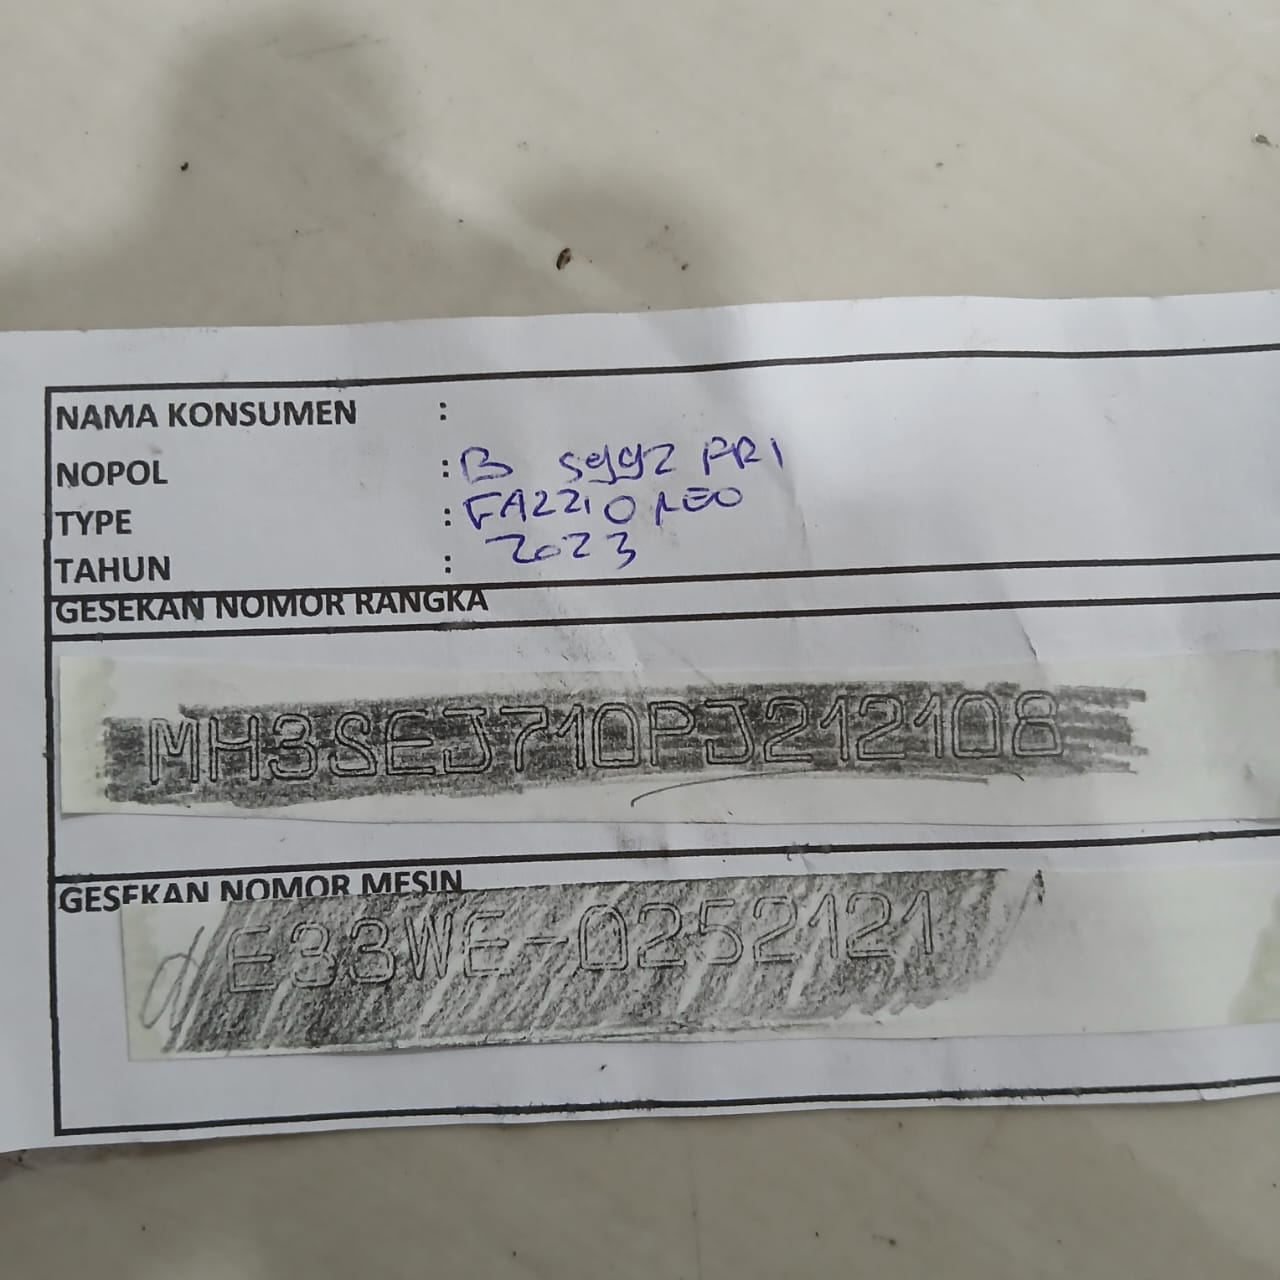 NAMA KONSUMEN :
NOPOL : B 5992 PRI
TYPE : FAZZIO NEO
TAHUN : 2023
GESEKAN NOMOR RANGKA
MH3SEJ710PJ212108
GESEKAN NOMOR MESIN
E33WE-0252121